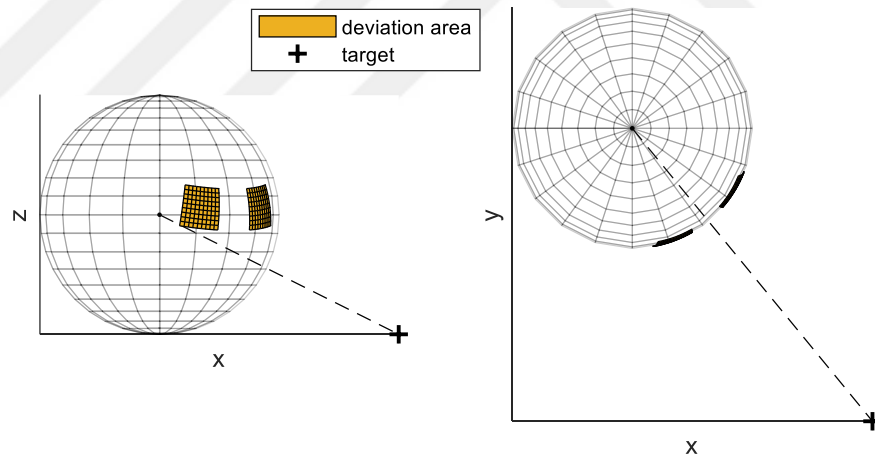 deviation area
target
z
x
y
x